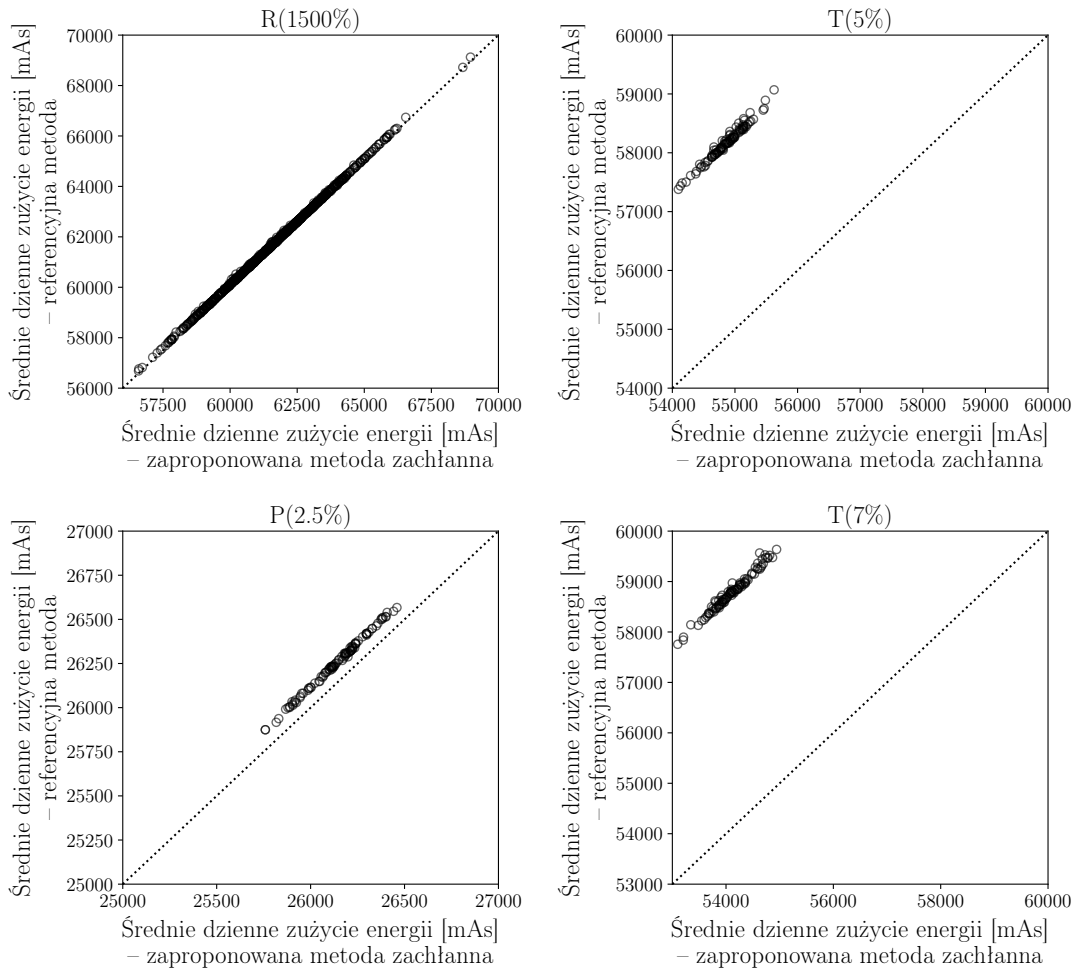 R(1500%)
Średnie dzienne zużycie energii [mAs]
– referencyjna metoda
70000
68000
66000
64000
62000
60000
58000
56000
57500 60000 62500 65000 67500 70000
Średnie dzienne zużycie energii [mAs]
– zaproponowana metoda zachłanna
T(5%)
Średnie dzienne zużycie energii [mAs]
– referencyjna metoda
60000
59000
58000
57000
56000
55000
54000
54000 55000 56000 57000 58000 59000 60000
Średnie dzienne zużycie energii [mAs]
– zaproponowana metoda zachłanna
P(2.5%)
Średnie dzienne zużycie energii [mAs]
– referencyjna metoda
27000
26750
26500
26250
26000
25750
25500
25250
25000
25000 25500 26000 26500 27000
Średnie dzienne zużycie energii [mAs]
– zaproponowana metoda zachłanna
T(7%)
Średnie dzienne zużycie energii [mAs]
– referencyjna metoda
60000
59000
58000
57000
56000
55000
54000
53000
54000 56000 58000 60000
Średnie dzienne zużycie energii [mAs]
– zaproponowana metoda zachłanna